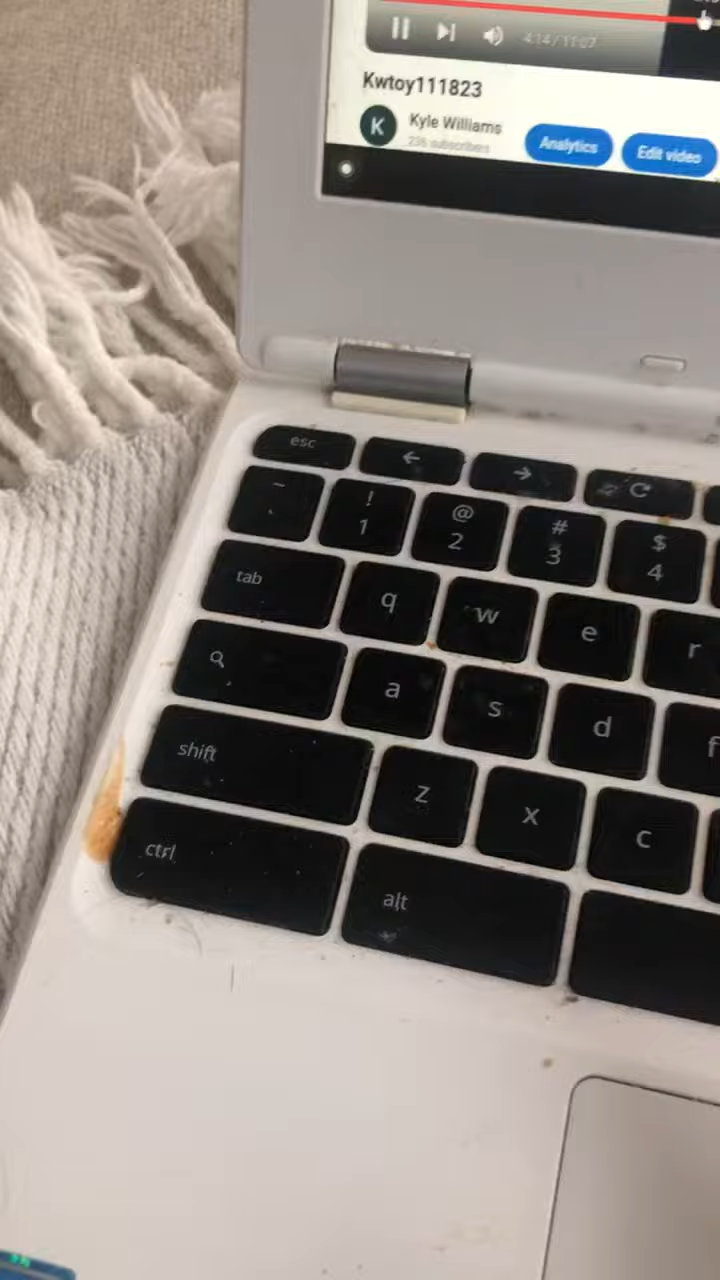 4:14 / 11:07
Kwtoy111823
K
Kyle Williams
236 subscribers
Analytics
Edit video
esc
← → 
~ ! @ # $
` 1 2 3 4
tab q w e r
a s d f
shift z x c
ctrl alt